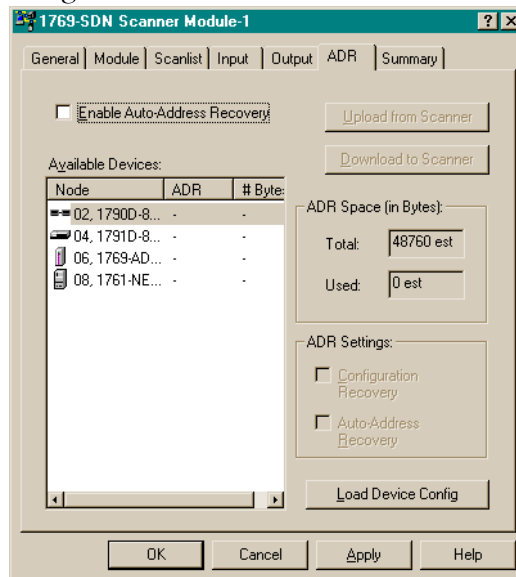 1769-SDN Scanner Module-1
General Module Scanlist Input Output ADR Summary
Enable Auto-Address Recovery
Upload from Scanner
Download to Scanner
Available Devices:
Node ADR # Byte
02, 1790D-8... - -
04, 1791D-8... - -
06, 1769-AD... - -
08, 1761-NE... - -
ADR Space (in Bytes):
Total: 48760 est
Used: 0 est
ADR Settings:
Configuration
Recovery
Auto-Address
Recovery
Load Device Config
OK Cancel Apply Help